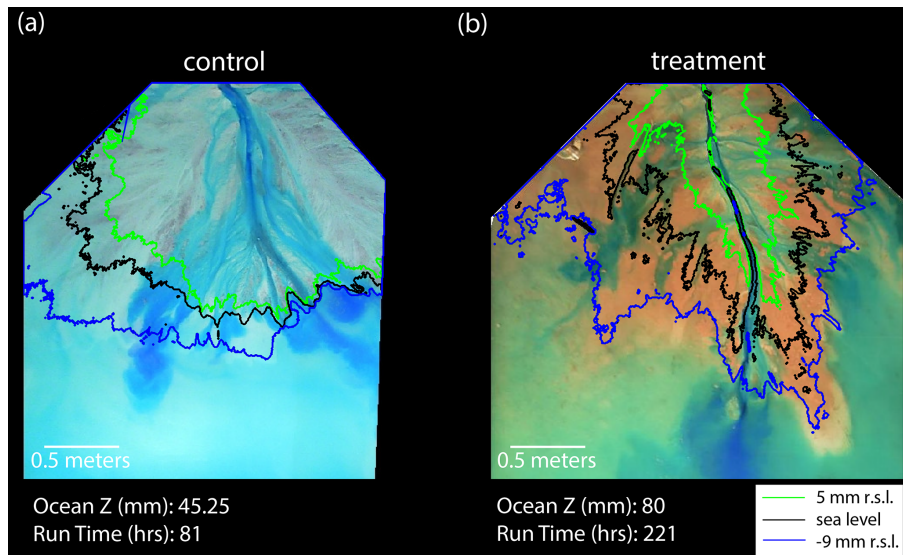 (a)
control
0.5 meters
Ocean Z (mm): 45.25
Run Time (hrs): 81
(b)
treatment
0.5 meters
Ocean Z (mm): 80
Run Time (hrs): 221
5 mm r.s.l.
sea level
-9 mm r.s.l.